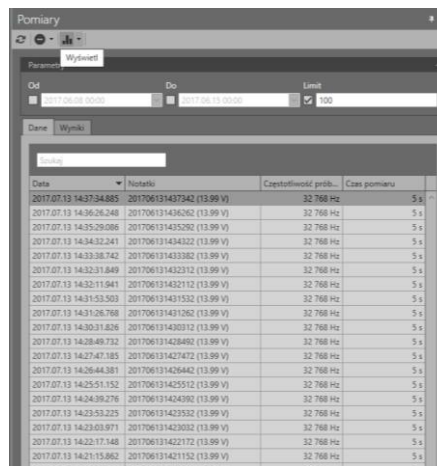 Pomiary
Wyświetl
Parametry
Od Do Limit
2017.06.08 00:00 2017.06.15 00:00 100
Dane Wyniki
Szukaj
Data Notatki Częstotliwość prób... Czas pomiaru
2017.07.13 14:37:34.885 201706131437342 (13.99 V) 32 768 Hz 5 s
2017.07.13 14:36:26.248 201706131436262 (13.99 V) 32 768 Hz 5 s
2017.07.13 14:35:29.086 201706131435292 (13.99 V) 32 768 Hz 5 s
2017.07.13 14:34:32.241 201706131434322 (13.99 V) 32 768 Hz 5 s
2017.07.13 14:33:38.742 201706131433382 (13.99 V) 32 768 Hz 5 s
2017.07.13 14:32:31.849 201706131432312 (13.99 V) 32 768 Hz 5 s
2017.07.13 14:32:11.941 201706131432112 (13.99 V) 32 768 Hz 5 s
2017.07.13 14:31:53.503 201706131431532 (13.99 V) 32 768 Hz 5 s
2017.07.13 14:31:26.768 201706131431262 (13.99 V) 32 768 Hz 5 s
2017.07.13 14:30:31.826 201706131430312 (13.99 V) 32 768 Hz 5 s
2017.07.13 14:28:49.732 201706131428492 (13.99 V) 32 768 Hz 5 s
2017.07.13 14:27:47.185 201706131427472 (13.99 V) 32 768 Hz 5 s
2017.07.13 14:26:44.381 201706131426442 (13.99 V) 32 768 Hz 5 s
2017.07.13 14:25:51.152 201706131425512 (13.99 V) 32 768 Hz 5 s
2017.07.13 14:24:39.276 201706131424392 (13.99 V) 32 768 Hz 5 s
2017.07.13 14:23:53.225 201706131423532 (13.99 V) 32 768 Hz 5 s
2017.07.13 14:23:03.971 201706131423032 (13.99 V) 32 768 Hz 5 s
2017.07.13 14:22:17.148 201706131422172 (13.99 V) 32 768 Hz 5 s
2017.07.13 14:21:15.862 201706131421152 (13.99 V) 32 768 Hz 5 s